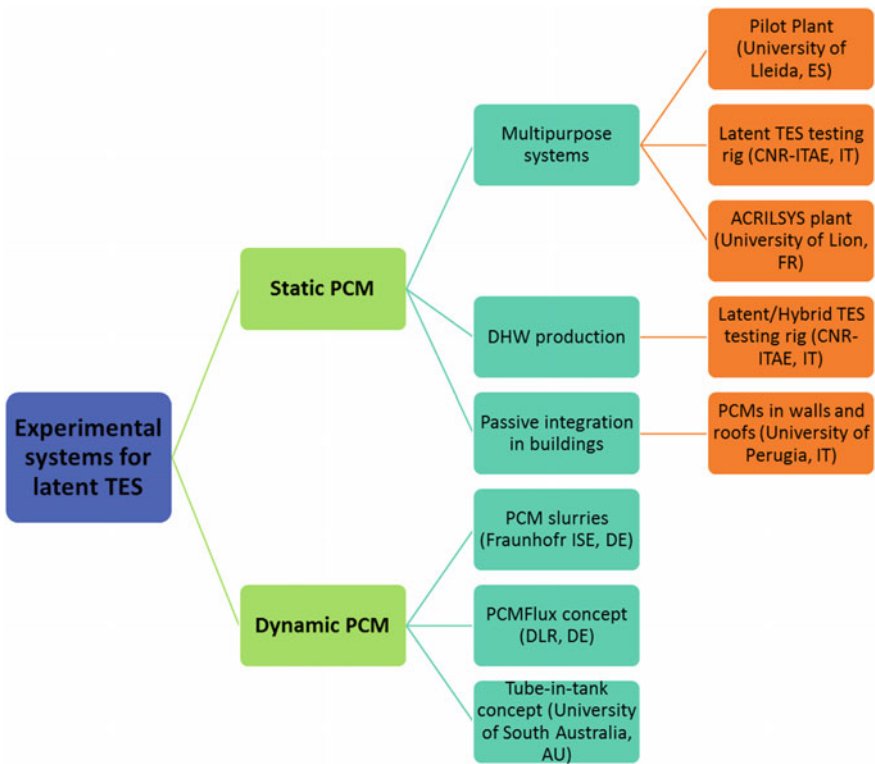 Experimental
systems for
latent TES
Static PCM
Multipurpose
systems
Pilot Plant
(University of
Lleida, ES)
Latent TES testing
rig (CNR-ITAE, IT)
ACRILSYS plant
(University of Lion,
FR)
DHW production
Latent/Hybrid TES
testing rig (CNR-
ITAE, IT)
Passive integration
in buildings
PCMs in walls and
roofs (University of
Perugia, IT)
Dynamic PCM
PCM slurries
(Fraunhofr ISE, DE)
PCMFlux concept
(DLR, DE)
Tube-in-tank
concept (University
of South Australia,
AU)